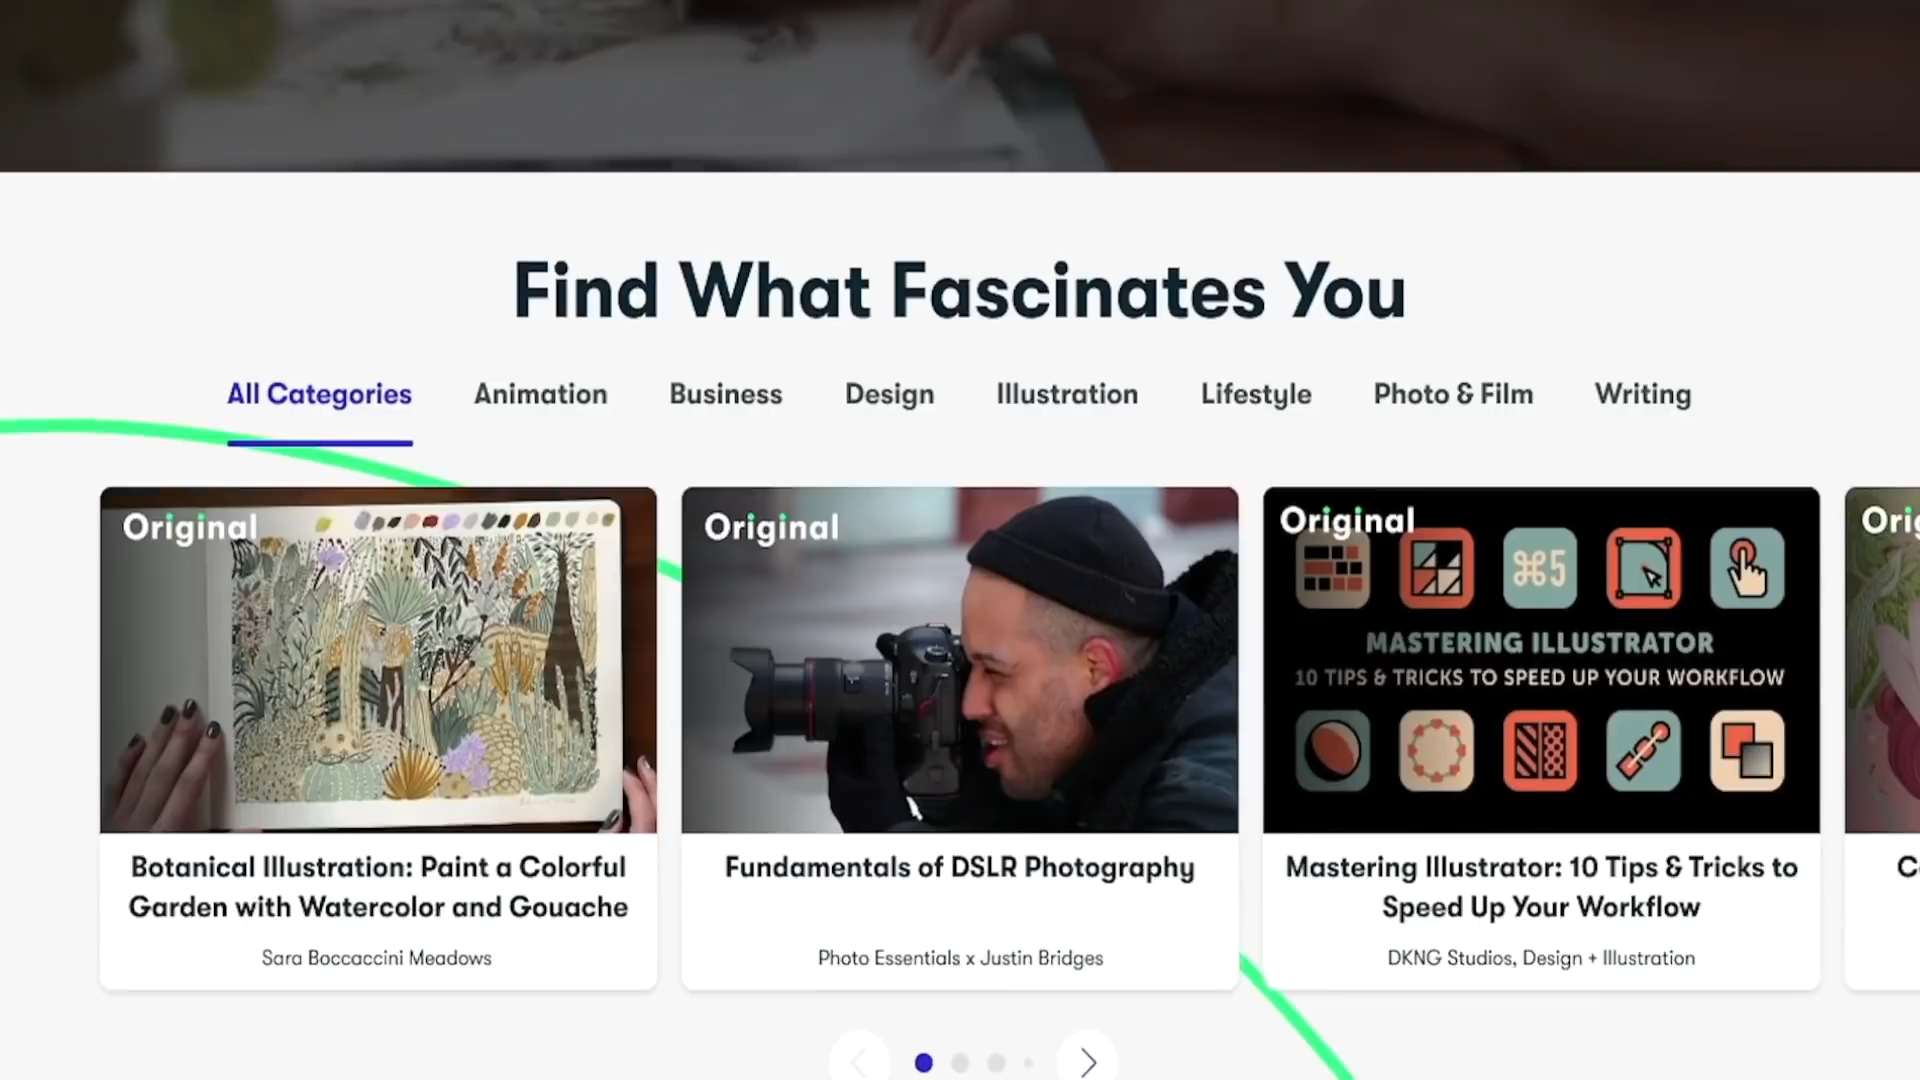 Find What Fascinates You
All Categories Animation Business Design Illustration Lifestyle Photo & Film Writing
Original
Original
Original
⌘5
MASTERING ILLUSTRATOR
10 TIPS & TRICKS TO SPEED UP YOUR WORKFLOW
Botanical Illustration: Paint a Colorful
Garden with Watercolor and Gouache
Sara Boccaccini Meadows
Fundamentals of DSLR Photography
Photo Essentials x Justin Bridges
Mastering Illustrator: 10 Tips & Tricks to
Speed Up Your Workflow
DKNG Studios, Design + Illustration